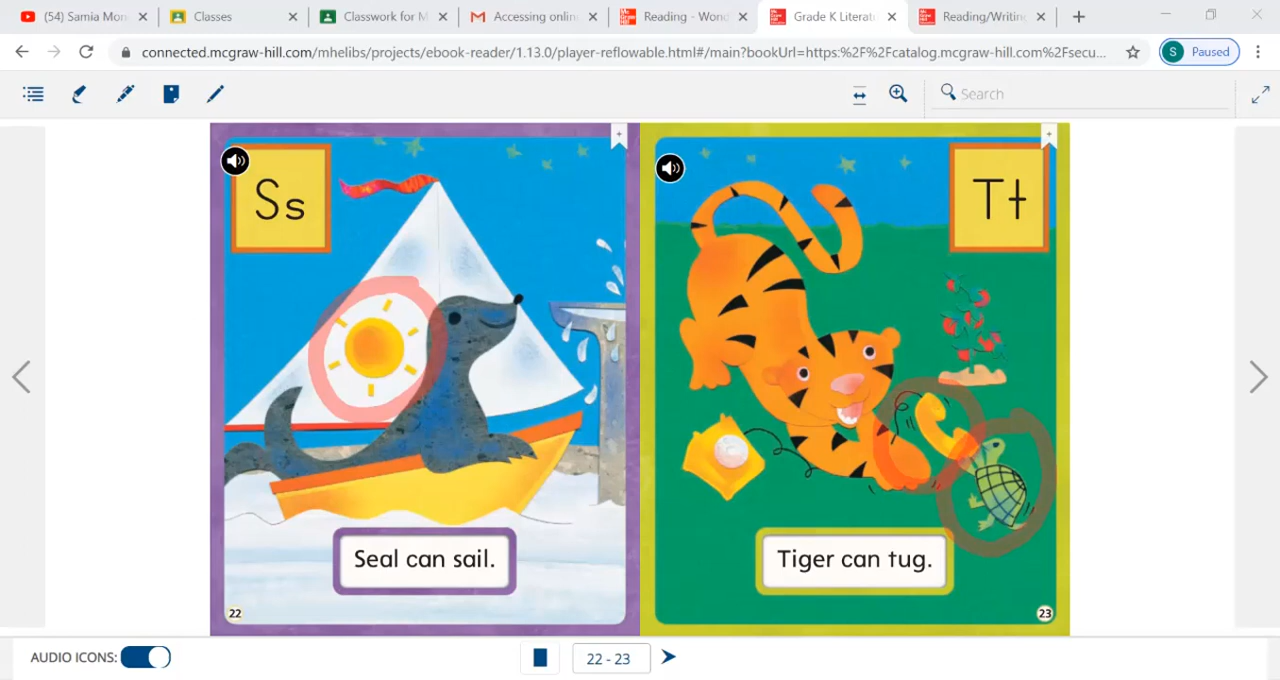 (54) Samia Mon
Classes
Classwork for M
Accessing onlin
Reading - Won
Grade K Literat
Reading/Writin
connected.mcgraw-hill.com/mhelibs/projects/ebook-reader/1.13.0/player-reflowable.html#/main?bookUrl=https:%2F%2Fcatalog.mcgraw-hill.com%2Fsecu...
S Paused
Search
Ss
Tt
Seal can sail.
Tiger can tug.
22
23
AUDIO ICONS:
22 - 23